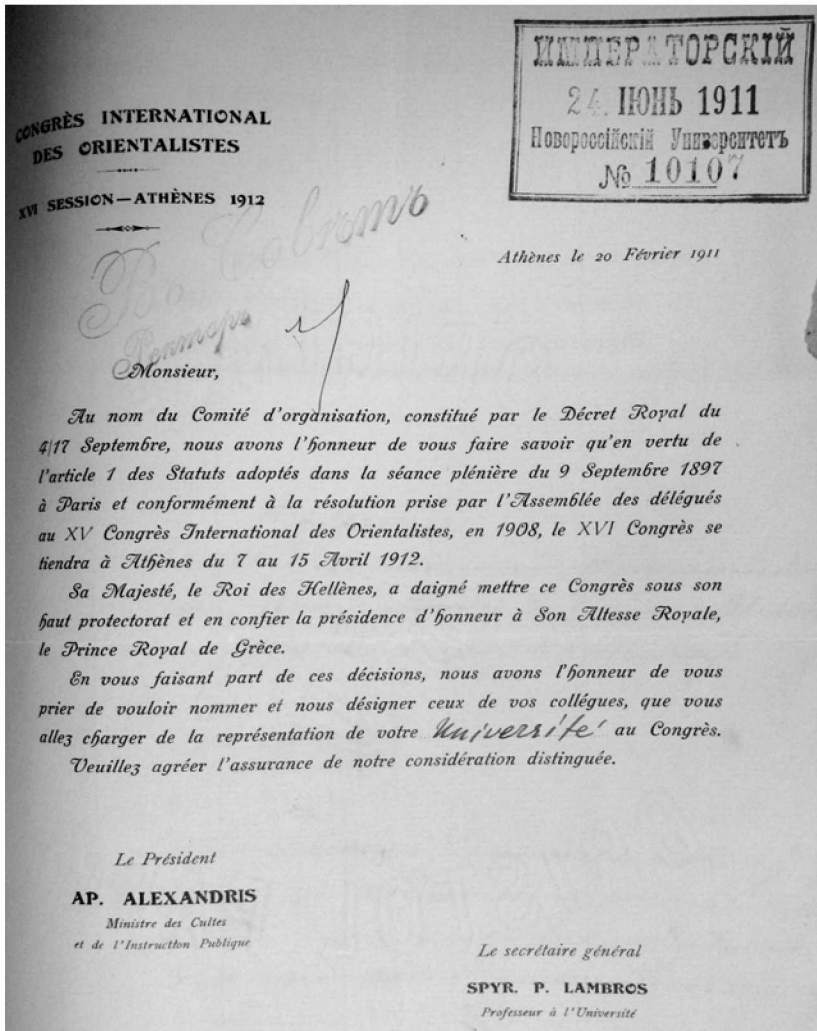 CONGRÈS INTERNATIONAL
DES ORIENTALISTES
XVI SESSION—ATHÈNES 1912
ИМПЕРАТОРСКІЙ
24. ІЮНЬ 1911
Новороссійскій Университетъ
№ 10107
Въ Совѣтъ
Ректоръ
Athènes le 20 Février 1911
Monsieur,
Au nom du Comité d'organisation, constitué par le Décret Royal du
4|17 Septembre, nous avons l'honneur de vous faire savoir qu'en vertu de
l'article 1 des Statuts adoptés dans la séance plénière du 9 Septembre 1897
à Paris et conformément à la résolution prise par l'Assemblée des délégués
au XV Congrès International des Orientalistes, en 1908, le XVI Congrès se
tiendra à Athènes du 7 au 15 Avril 1912.
Sa Majesté, le Roi des Hellènes, a daigné mettre ce Congrès sous son
haut protectorat et en confier la présidence d'honneur à Son Altesse Royale,
le Prince Royal de Grèce.
En vous faisant part de ces décisions, nous avons l'honneur de vous
prier de vouloir nommer et nous désigner ceux de vos collégues, que vous
allez charger de la représentation de votre Université au Congrès.
Veuillez agréer l'assurance de notre considération distinguée.
Le Président
AP. ALEXANDRIS
Ministre des Cultes
et de l'Instruction Publique
Le secrétaire général
SPYR. P. LAMBROS
Professeur à l'Université